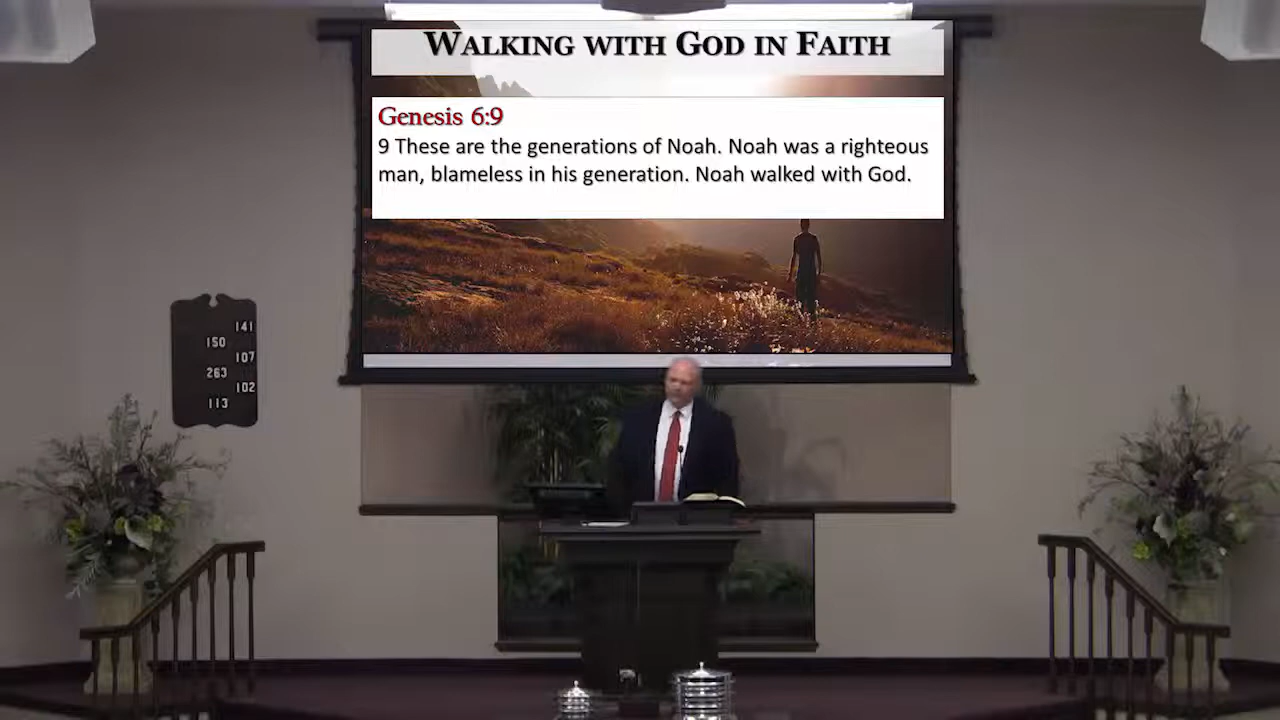 WALKING WITH GOD IN FAITH
Genesis 6:9
9 These are the generations of Noah. Noah was a righteous
man, blameless in his generation. Noah walked with God.
141
150
107
263
102
113